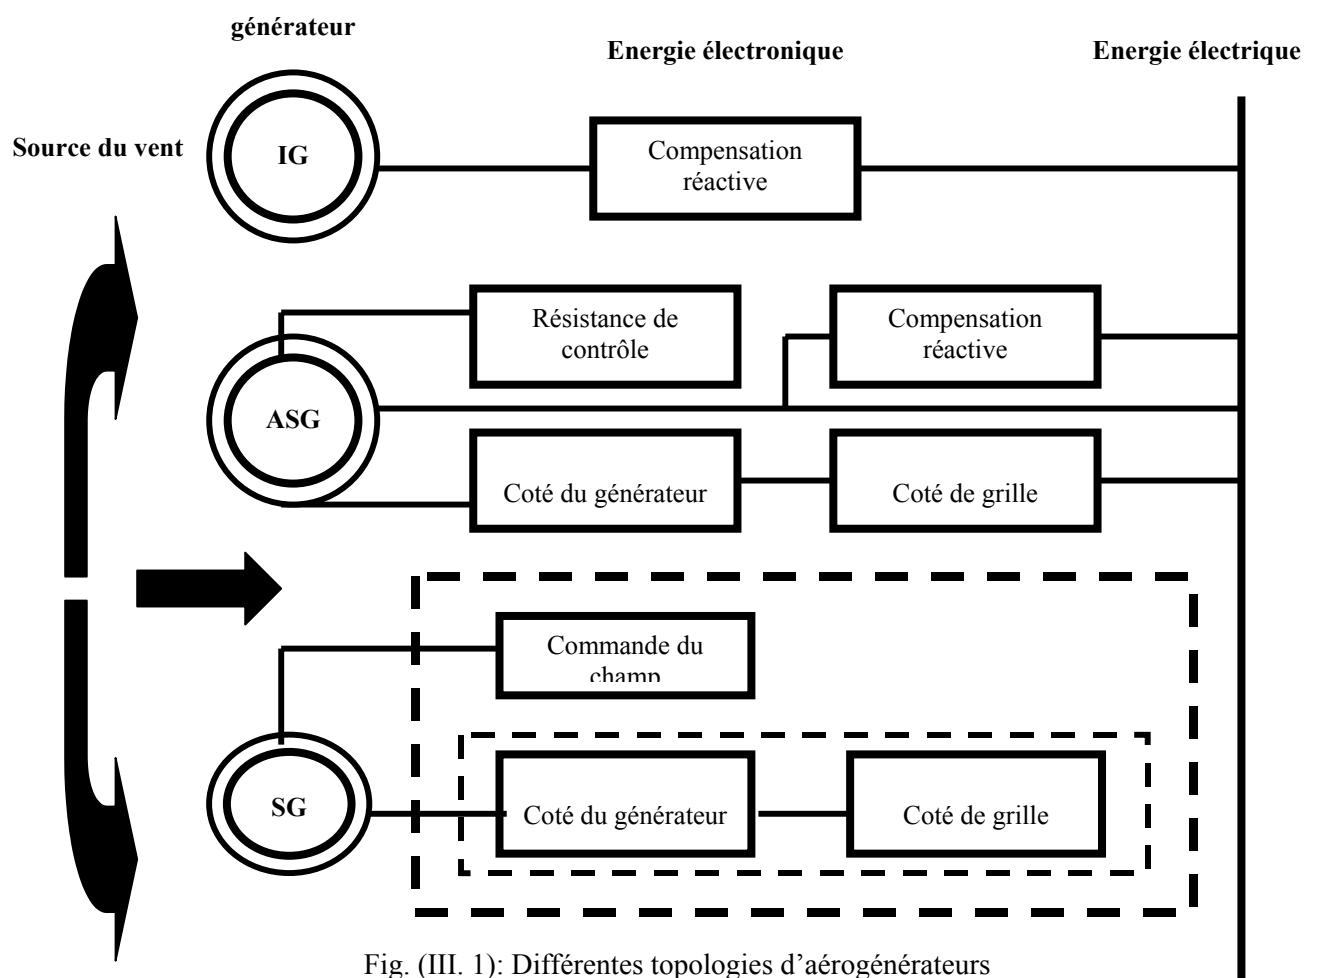 générateur
Energie électronique
Energie électrique
Source du vent
IG
Compensation
réactive
Résistance de
contrôle
Compensation
réactive
ASG
Coté du générateur
Coté de grille
Commande du
champ
SG
Coté du générateur
Coté de grille
Fig. (III. 1): Différentes topologies d’aérogénérateurs